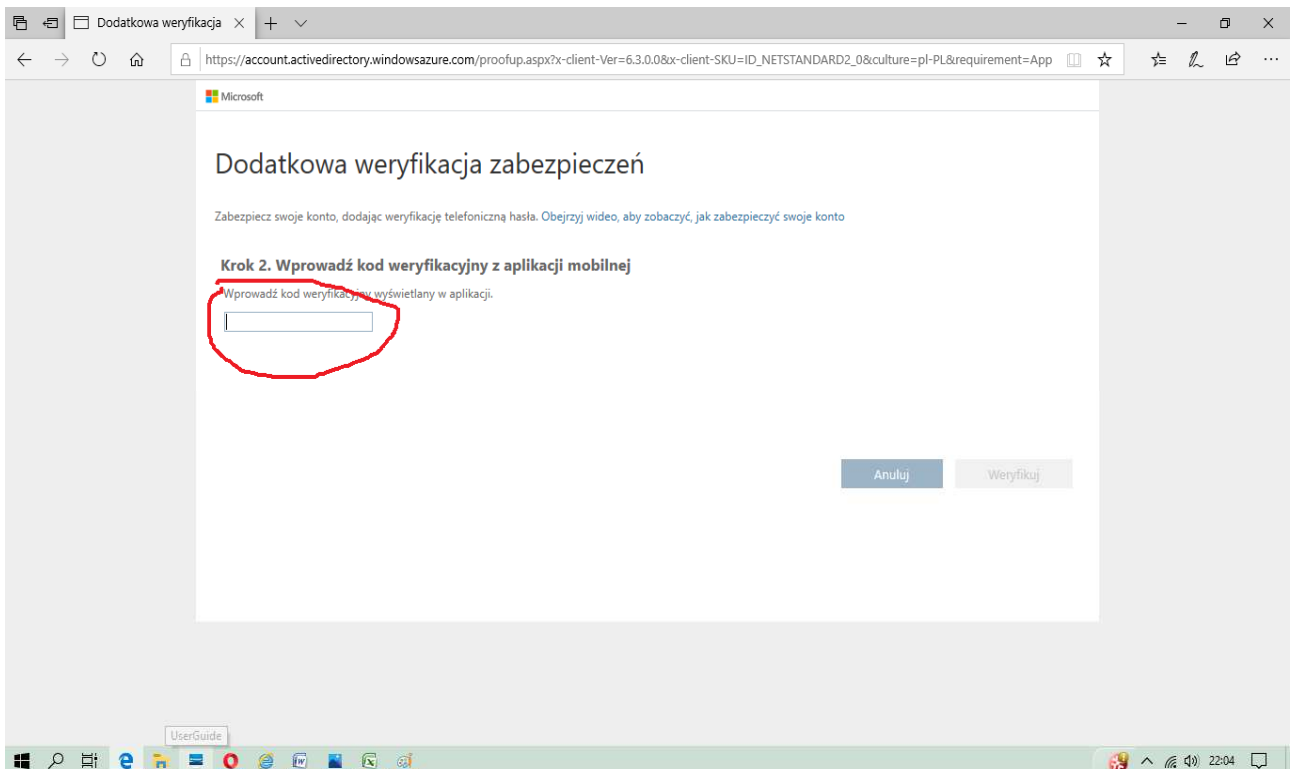 Dodatkowa weryfikacja
https://account.activedirectory.windowsazure.com/proofup.aspx?x-client-Ver=6.3.0.0&x-client-SKU=ID_NETSTANDARD2_0&culture=pl-PL&requirement=App
Microsoft
Dodatkowa weryfikacja zabezpieczeń
Zabezpiecz swoje konto, dodając weryfikację telefoniczną hasła. Obejrzyj wideo, aby zobaczyć, jak zabezpieczyć swoje konto
Krok 2. Wprowadź kod weryfikacyjny z aplikacji mobilnej
Wprowadź kod weryfikacyjny wyświetlany w aplikacji.
Anuluj Weryfikuj
UserGuide
22:04